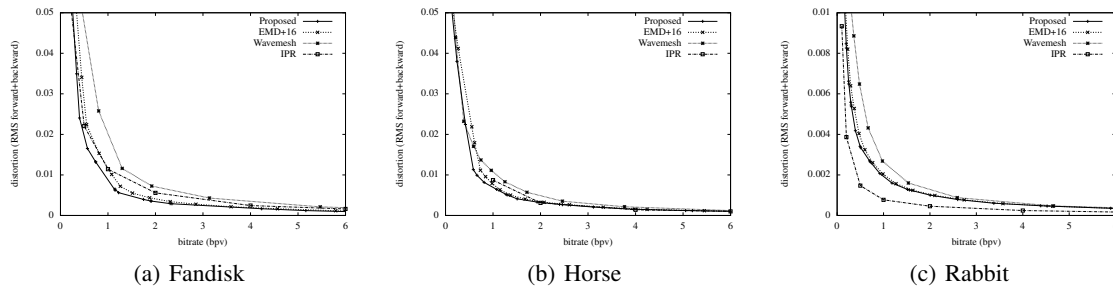 0.05
0.04
0.03
0.02
0.01
0
0 1 2 3 4 5 6
distortion (RMS forward+backward)
bitrate (bpv)
Proposed
EMD+16
Wavemesh
IPR
(a) Fandisk
0.05
0.04
0.03
0.02
0.01
0
0 1 2 3 4 5 6
distortion (RMS forward+backward)
bitrate (bpv)
Proposed
EMD+16
Wavemesh
IPR
(b) Horse
0.01
0.008
0.006
0.004
0.002
0
0 1 2 3 4 5
distortion (RMS forward+backward)
bitrate (bpv)
Proposed
EMD+16
Wavemesh
IPR
(c) Rabbit